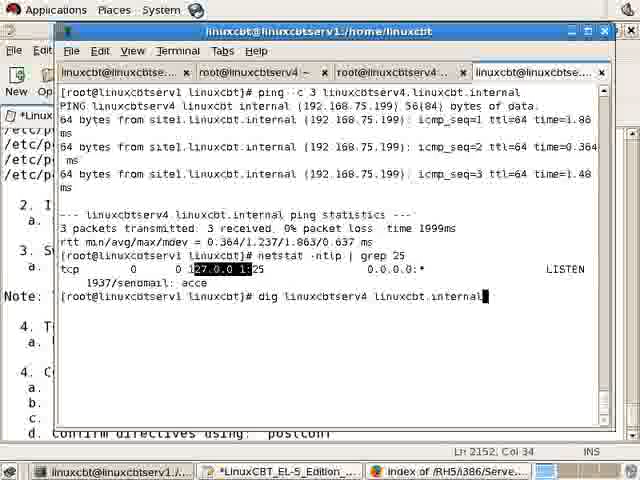 Places System
linuxcbt@linuxcbtserv1:/home/linuxcbt
File Edit View Terminal Tabs Help
linuxcbt@linuxcbtse... root@linuxcbtserv4:~ root@linuxcbtserv4:... linuxcbt@linuxcbtse...
[root@linuxcbtserv1 linuxcbt]# ping -c 3 linuxcbtserv4.linuxcbt.internal
PING linuxcbtserv4.linuxcbt.internal (192.168.75.199) 56(84) bytes of data.
64 bytes from site1.linuxcbt.internal (192.168.75.199): icmp_seq=1 ttl=64 time=1.86
ms
64 bytes from site1.linuxcbt.internal (192.168.75.199): icmp_seq=2 ttl=64 time=0.364
ms
64 bytes from site1.linuxcbt.internal (192.168.75.199): icmp_seq=3 ttl=64 time=1.48
ms
--- linuxcbtserv4.linuxcbt.internal ping statistics ---
3 packets transmitted, 3 received, 0% packet loss, time 1999ms
rtt min/avg/max/mdev = 0.364/1.237/1.863/0.637 ms
[root@linuxcbtserv1 linuxcbt]# netstat -ntlp | grep 25
tcp 0 0 127.0.0.1:25 0.0.0.0:* LISTEN
1937/sendmail: acce
[root@linuxcbtserv1 linuxcbt]# dig linuxcbtserv4.linuxcbt.internal
File
New
*Linux
/etc/p
/etc/p
/etc/p
/etc/p
2. I
a.
3. S
a.
Note:
4. T
a.
4. C
a.
b.
c.
d. Confirm directives using: 'postconf'
Ln 2152, Col 34 INS
linuxcbt@linuxcbtserv1:/... *LinuxCBT_EL-5_Edition_... Index of /RH5/i386/Serve...